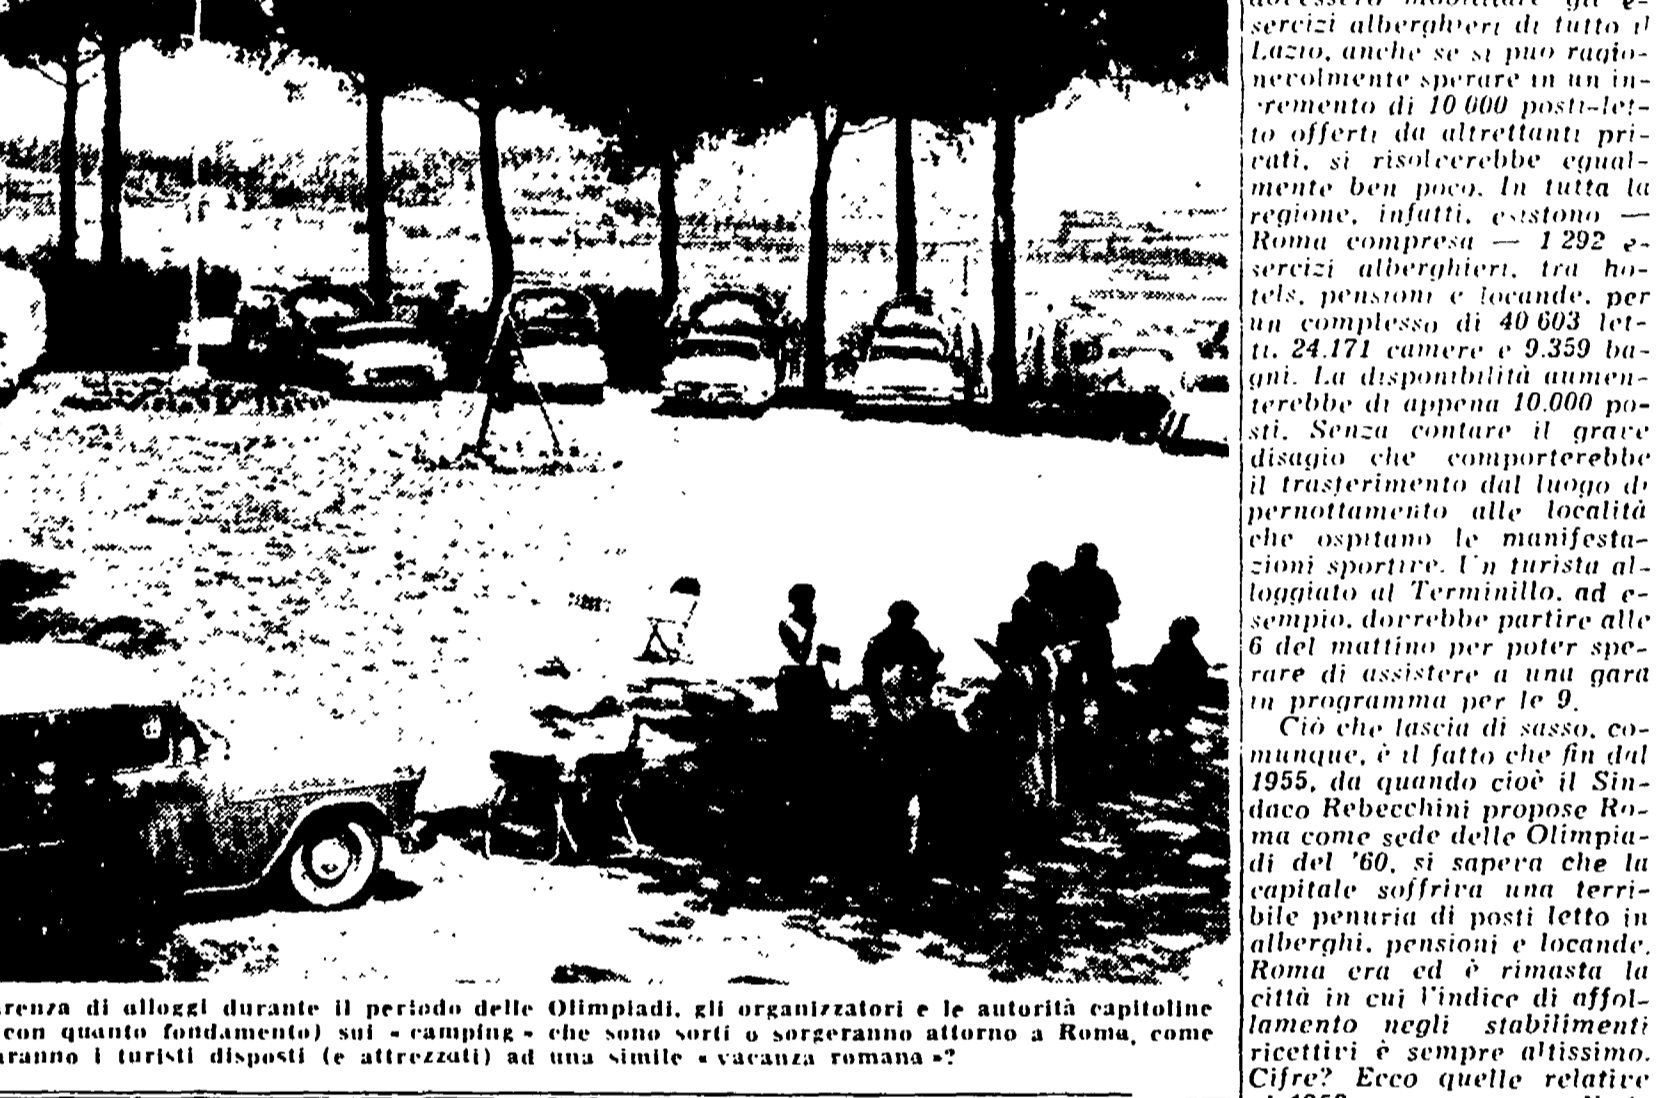 renza di alloggi durante il periodo delle Olimpiadi, gli organizzatori e le autorità capitoline
con quanto fondamento) sui « camping » che sono sorti o sorgeranno attorno a Roma, come
aranno i turisti disposti (e attrezzati) ad una simile « vacanza romana »?
sercizi alberghieri di tutto il
Lazio, anche se si può ragio-
nevolmente sperare in un in-
cremento di 10 000 posti-let-
to offerti da altrettanti pri-
vati, si risolverebbe egual-
mente ben poco. In tutta la
regione, infatti, esistono —
Roma compresa — 1 292 e-
sercizi alberghieri, tra ho-
tels, pensioni e locande, per
un complesso di 40 603 let-
ti, 24.171 camere e 9.359 ba-
gni. La disponibilità aumen-
terebbe di appena 10.000 po-
sti. Senza contare il grave
disagio che comporterebbe
il trasferimento dal luogo di
pernottamento alle località
che ospitano le manifesta-
zioni sportive. Un turista al-
loggiato al Terminillo, ad e-
sempio, dovrebbe partire alle
6 del mattino per poter spe-
rare di assistere a una gara
in programma per le 9.
Ciò che lascia di sasso, co-
munque, è il fatto che fin dal
1955, da quando cioè il Sin-
daco Rebecchini propose Ro-
ma come sede delle Olimpia-
di del '60, si sapeva che la
capitale soffriva una terri-
bile penuria di posti letto in
alberghi, pensioni e locande.
Roma era ed è rimasta la
città in cui l'indice di affol-
lamento negli stabilimenti
ricettivi è sempre altissimo.
Cifre? Ecco quelle relative